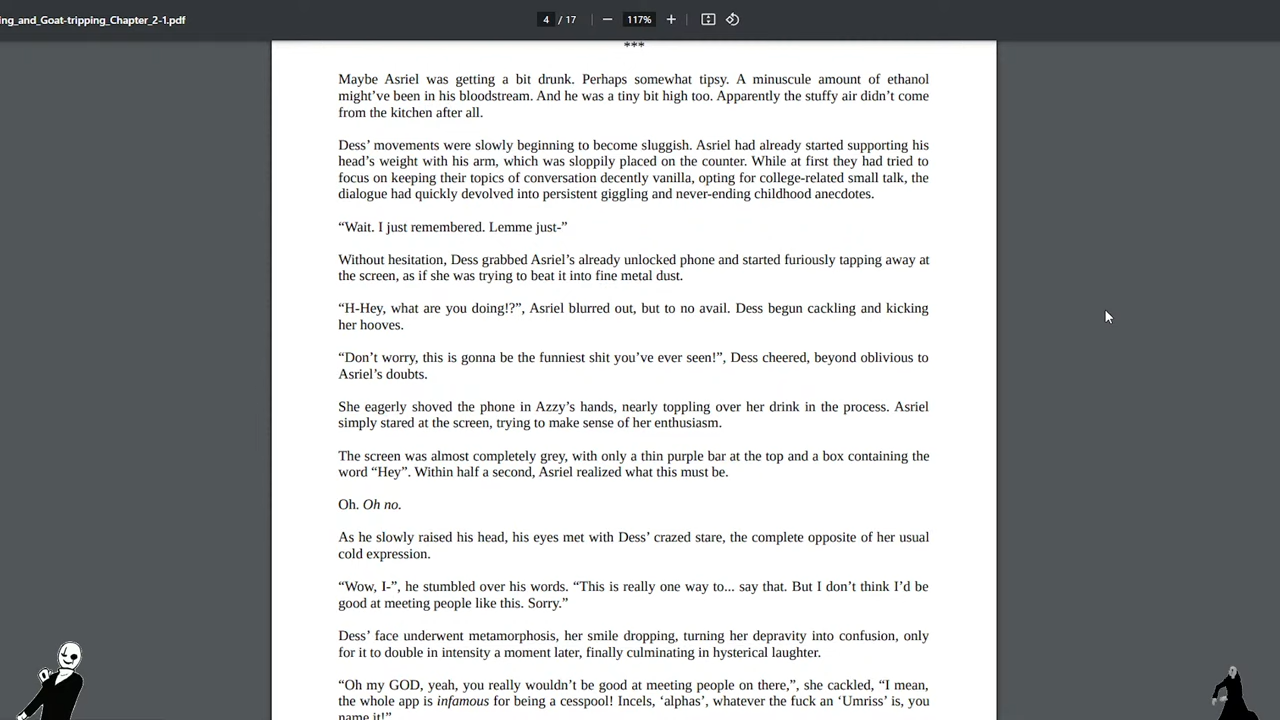 ing_and_Goat-tripping_Chapter_2-1.pdf
4 / 17
117%
***
Maybe Asriel was getting a bit drunk. Perhaps somewhat tipsy. A minuscule amount of ethanol
might’ve been in his bloodstream. And he was a tiny bit high too. Apparently the stuffy air didn’t come
from the kitchen after all.
Dess’ movements were slowly beginning to become sluggish. Asriel had already started supporting his
head’s weight with his arm, which was sloppily placed on the counter. While at first they had tried to
focus on keeping their topics of conversation decently vanilla, opting for college-related small talk, the
dialogue had quickly devolved into persistent giggling and never-ending childhood anecdotes.
“Wait. I just remembered. Lemme just-”
Without hesitation, Dess grabbed Asriel’s already unlocked phone and started furiously tapping away at
the screen, as if she was trying to beat it into fine metal dust.
“H-Hey, what are you doing!?”, Asriel blurred out, but to no avail. Dess begun cackling and kicking
her hooves.
“Don’t worry, this is gonna be the funniest shit you’ve ever seen!”, Dess cheered, beyond oblivious to
Asriel’s doubts.
She eagerly shoved the phone in Azzy’s hands, nearly toppling over her drink in the process. Asriel
simply stared at the screen, trying to make sense of her enthusiasm.
The screen was almost completely grey, with only a thin purple bar at the top and a box containing the
word “Hey”. Within half a second, Asriel realized what this must be.
Oh. Oh no.
As he slowly raised his head, his eyes met with Dess’ crazed stare, the complete opposite of her usual
cold expression.
“Wow, I-”, he stumbled over his words. “This is really one way to... say that. But I don’t think I’d be
good at meeting people like this. Sorry.”
Dess’ face underwent metamorphosis, her smile dropping, turning her depravity into confusion, only
for it to double in intensity a moment later, finally culminating in hysterical laughter.
“Oh my GOD, yeah, you really wouldn’t be good at meeting people on there,”, she cackled, “I mean,
the whole app is infamous for being a cesspool! Incels, ‘alphas’, whatever the fuck an ‘Umriss’ is, you
name it!”